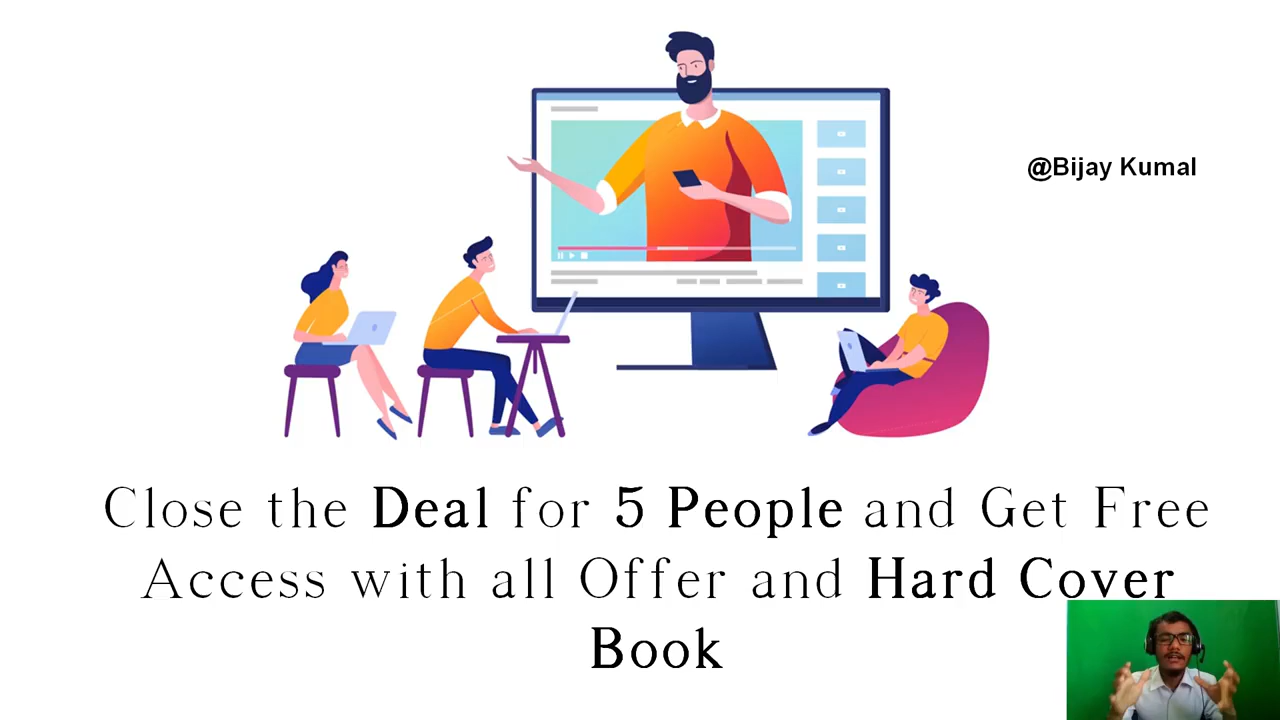 @Bijay Kumal
Close the Deal for 5 People and Get Free
Access with all Offer and Hard Cover
Book